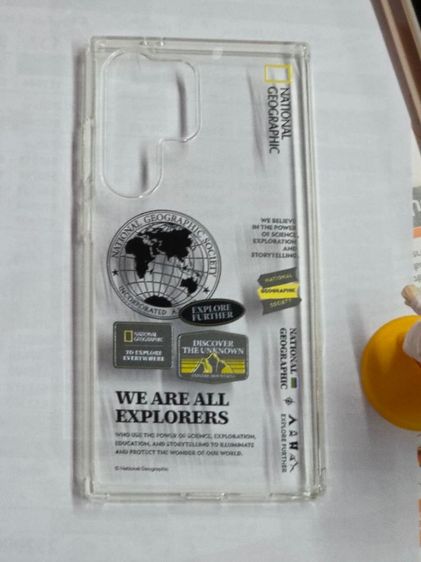 NATIONAL
GEOGRAPHIC
NATIONAL GEOGRAPHIC SOCIETY
INCORPORATED A
WE BELIEVE
IN THE POWER
OF SCIENCE,
EXPLORATION
AND
STORYTELLING
NATIONAL
GEOGRAPHIC
SOCIETY
EXPLORE
FURTHER
NATIONAL
GEOGRAPHIC
TO EXPLORE
EVERYWHERE
DISCOVER
THE UNKNOWN
NATIONAL
GEOGRAPHIC
EXPLORE FURTHER
WE ARE ALL
EXPLORERS
WHO USE THE POWER OF SCIENCE, EXPLORATION,
EDUCATION, AND STORYTELLING TO ILLUMINATE
AND PROTECT THE WONDER OF OUR WORLD.
© National Geographic